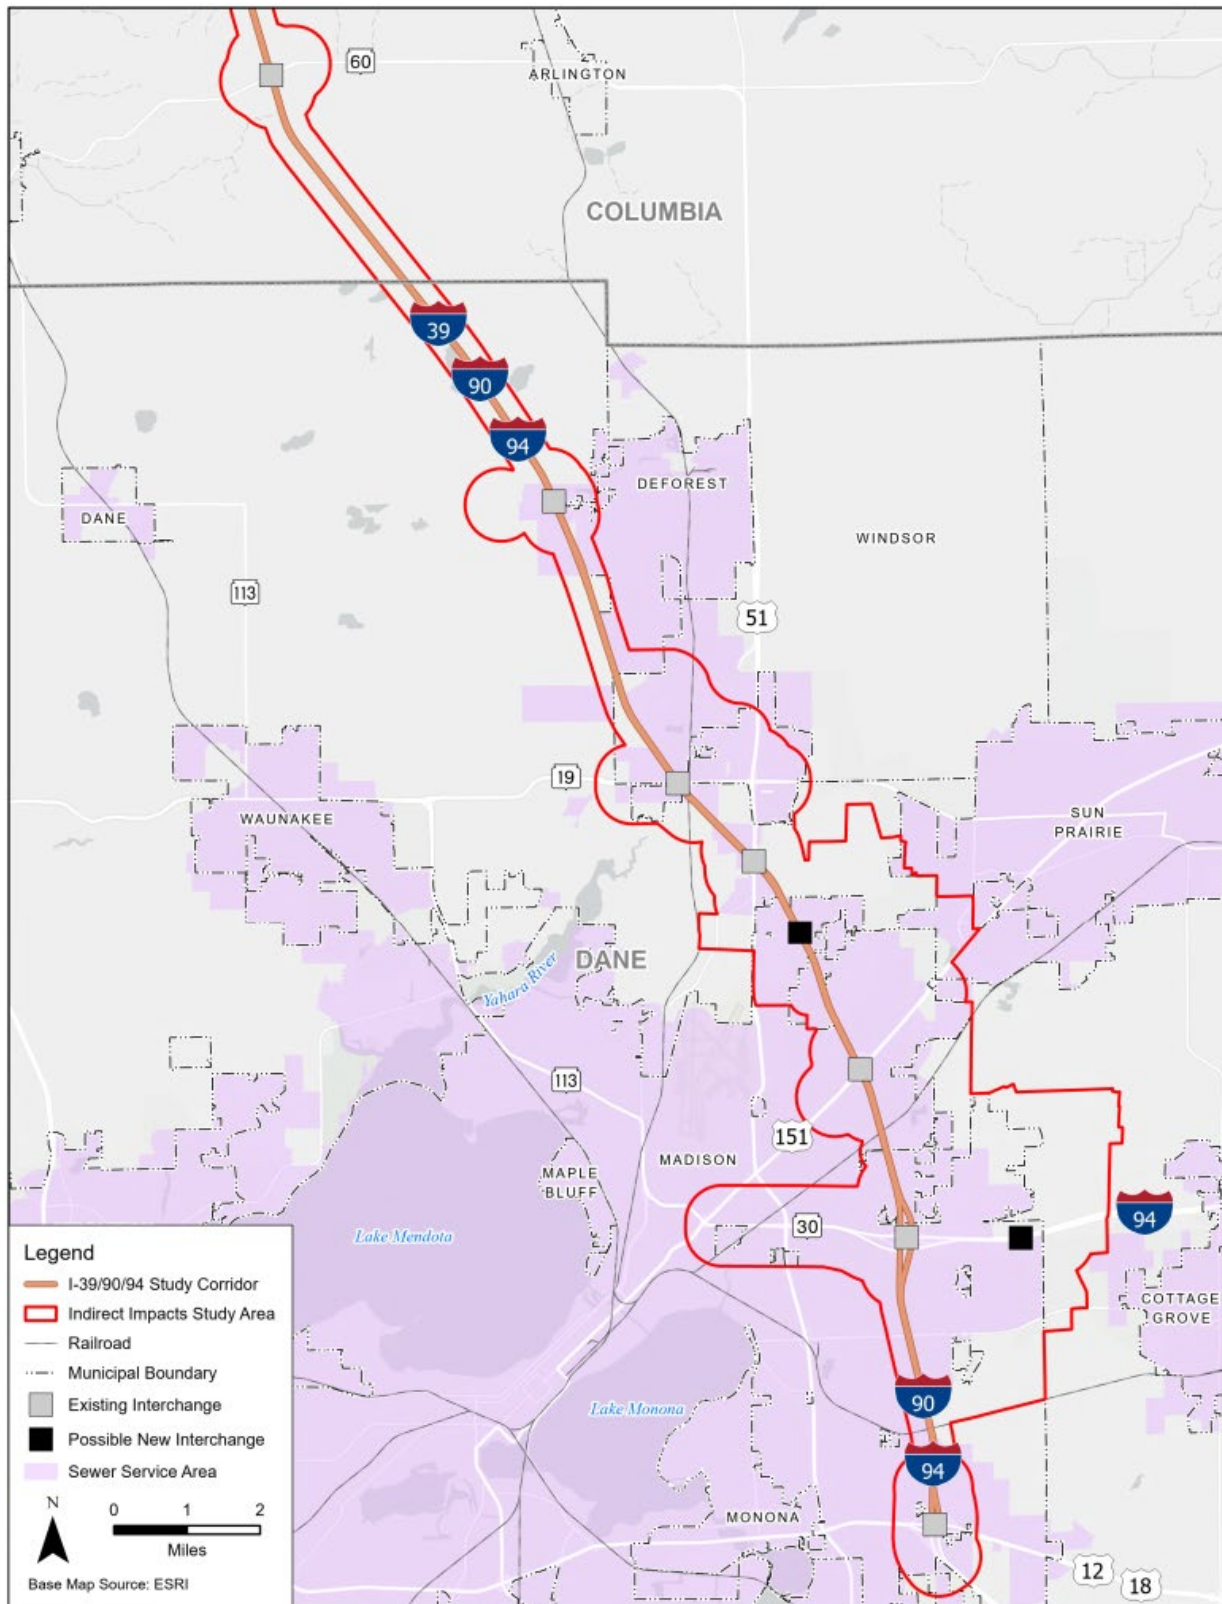 60
ARLINGTON
COLUMBIA
39
90
94
DEFOREST
DANE
WINDSOR
113
51
19
WAUNAKEE
SUN
PRAIRIE
DANE
Yahara River
113
151
MADISON
MAPLE
BLUFF
94
30
Lake Mendota
COTTAGE
GROVE
90
Lake Monona
94
MONONA
12
18
Legend
I-39/90/94 Study Corridor
Indirect Impacts Study Area
Railroad
Municipal Boundary
Existing Interchange
Possible New Interchange
Sewer Service Area
N
0 1 2
Miles
Base Map Source: ESRI